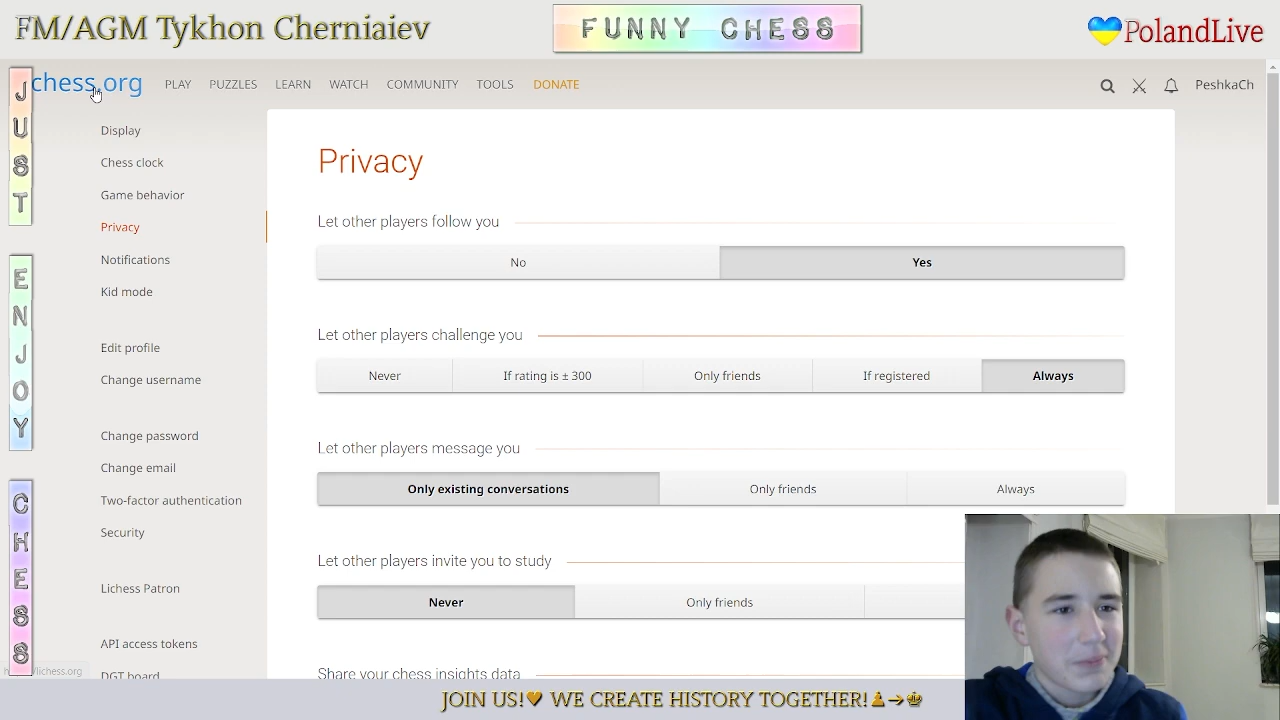 FM/AGM Tykhon Cherniaiev
FUNNY CHESS
PolandLive
JUST
ENJOY
CHESS
chess.org
PLAY
PUZZLES
LEARN
WATCH
COMMUNITY
TOOLS
DONATE
PeshkaCh
Display
Chess clock
Game behavior
Privacy
Notifications
Kid mode
Edit profile
Change username
Change password
Change email
Two-factor authentication
Security
Lichess Patron
API access tokens
DGT board
Privacy
Let other players follow you
No
Yes
Let other players challenge you
Never
If rating is ± 300
Only friends
If registered
Always
Let other players message you
Only existing conversations
Only friends
Always
Let other players invite you to study
Never
Only friends
Share your chess insights data
/lichess.org
JOIN US!🧡 WE CREATE HISTORY TOGETHER!♟→♚